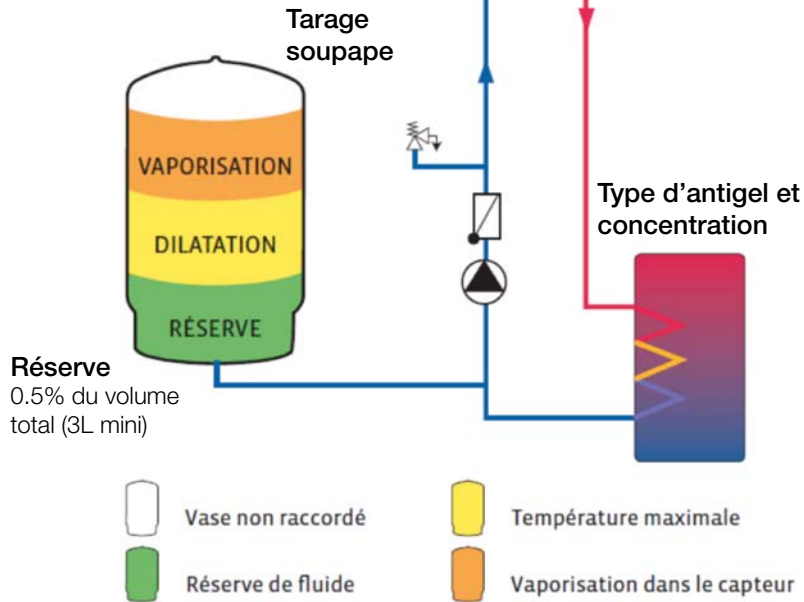 Tarage
soupape
VAPORISATION
DILATATION
RÉSERVE
Type d’antigel et
concentration
Réserve
0.5% du volume
total (3L mini)
Vase non raccordé
Température maximale
Réserve de fluide
Vaporisation dans le capteur